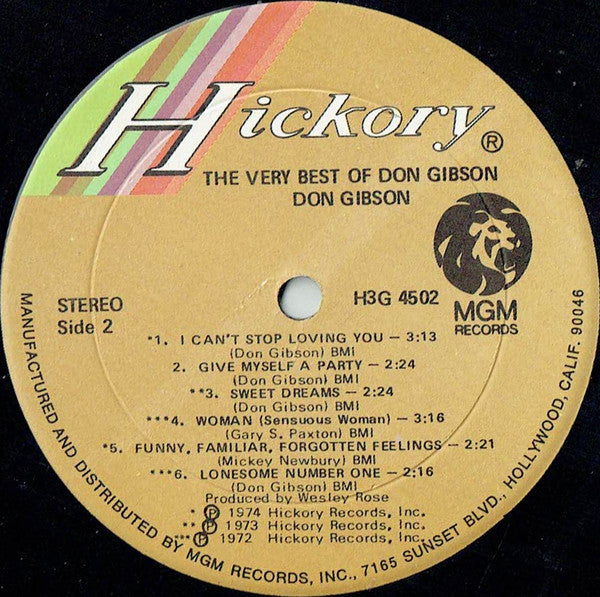 Hickory®
THE VERY BEST OF DON GIBSON
DON GIBSON
STEREO
Side 2
H3G 4502
MGM
RECORDS
*1. I CAN'T STOP LOVING YOU — 3:13
(Don Gibson) BMI
2. GIVE MYSELF A PARTY — 2:24
(Don Gibson) BMI
**3. SWEET DREAMS — 2:24
(Don Gibson) BMI
***4. WOMAN (Sensuous Woman) — 3:16
(Gary S. Paxton) BMI
*5. FUNNY, FAMILIAR, FORGOTTEN FEELINGS — 2:21
(Mickey Newbury) BMI
***6. LONESOME NUMBER ONE — 2:16
(Don Gibson) BMI
Produced by Wesley Rose
* ℗ 1974 Hickory Records, Inc.
** ℗ 1973 Hickory Records, Inc.
*** ℗ 1972 Hickory Records, Inc.
MANUFACTURED AND DISTRIBUTED BY MGM RECORDS, INC., 7165 SUNSET BLVD., HOLLYWOOD, CALIF. 90046